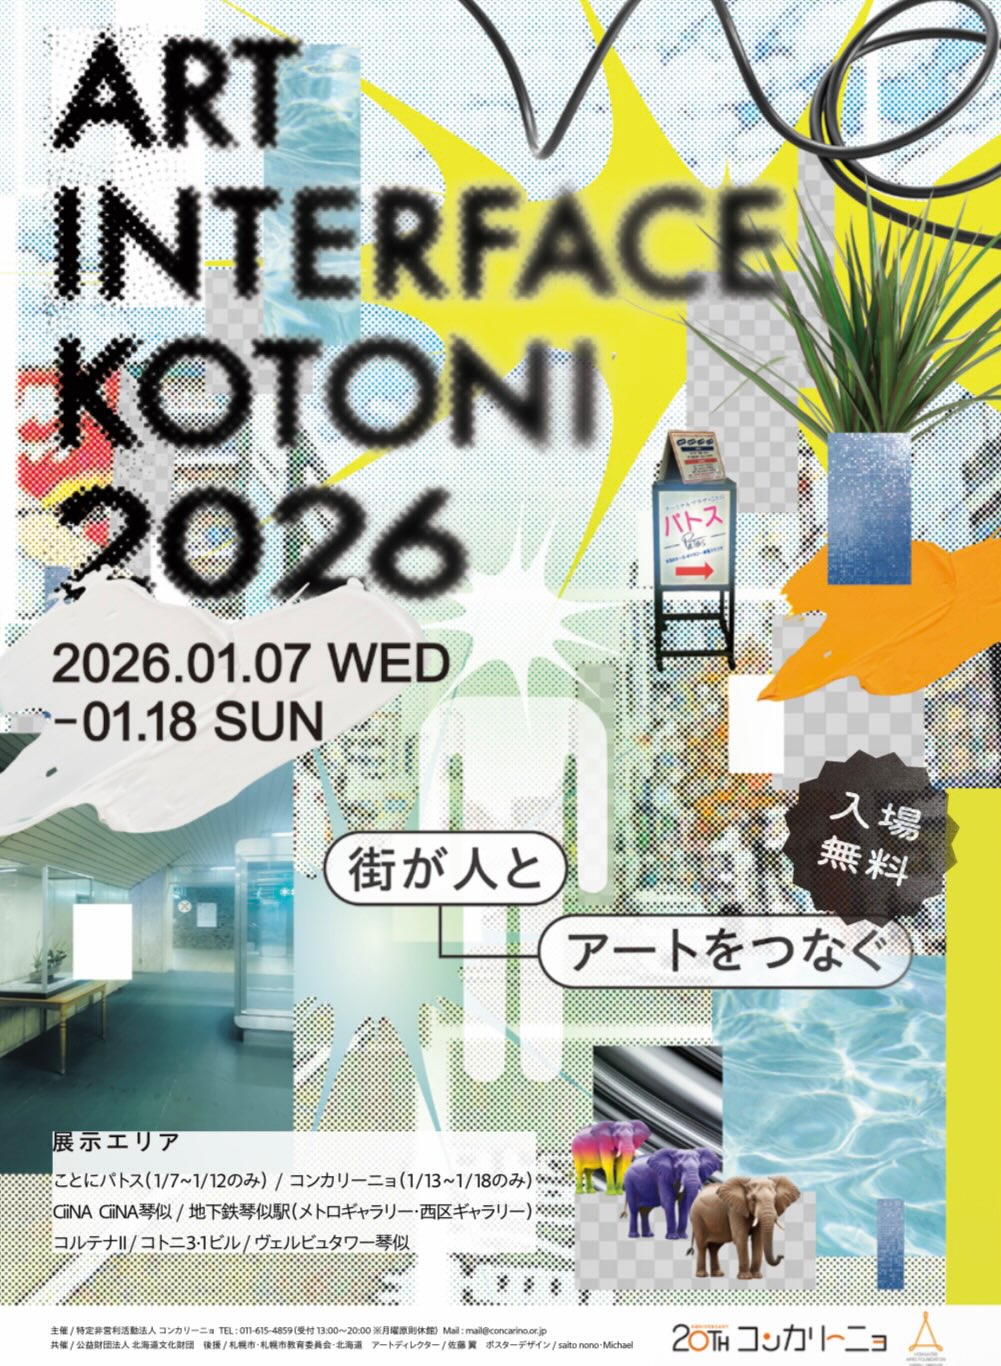 ART
INTERFACE
KOTONI
2026
2026.01.07 WED
-01.18 SUN
パトス
入場
無料
街が人と
アートをつなぐ
展示エリア
ことにパトス(1/7~1/12のみ) / コンカリーニョ(1/13~1/18のみ)
CiiNA CiiNA琴似 / 地下鉄琴似駅(メトロギャラリー・西区ギャラリー)
コルテナII / コトニ3・1ビル / ヴェルビュタワー琴似
主催 / 特定非営利活動法人 コンカリーニョ TEL : 011-615-4859 (受付 13:00〜20:00 ※月曜原則休館) Mail : mail@concarino.or.jp
共催 / 公益財団法人 北海道文化財団 後援 / 札幌市・札幌市教育委員会・北海道 アートディレクター / 佐藤 翼 ポスターデザイン / saito nono・Michael
ANNIVERSARY
20TH コンカリーニョ